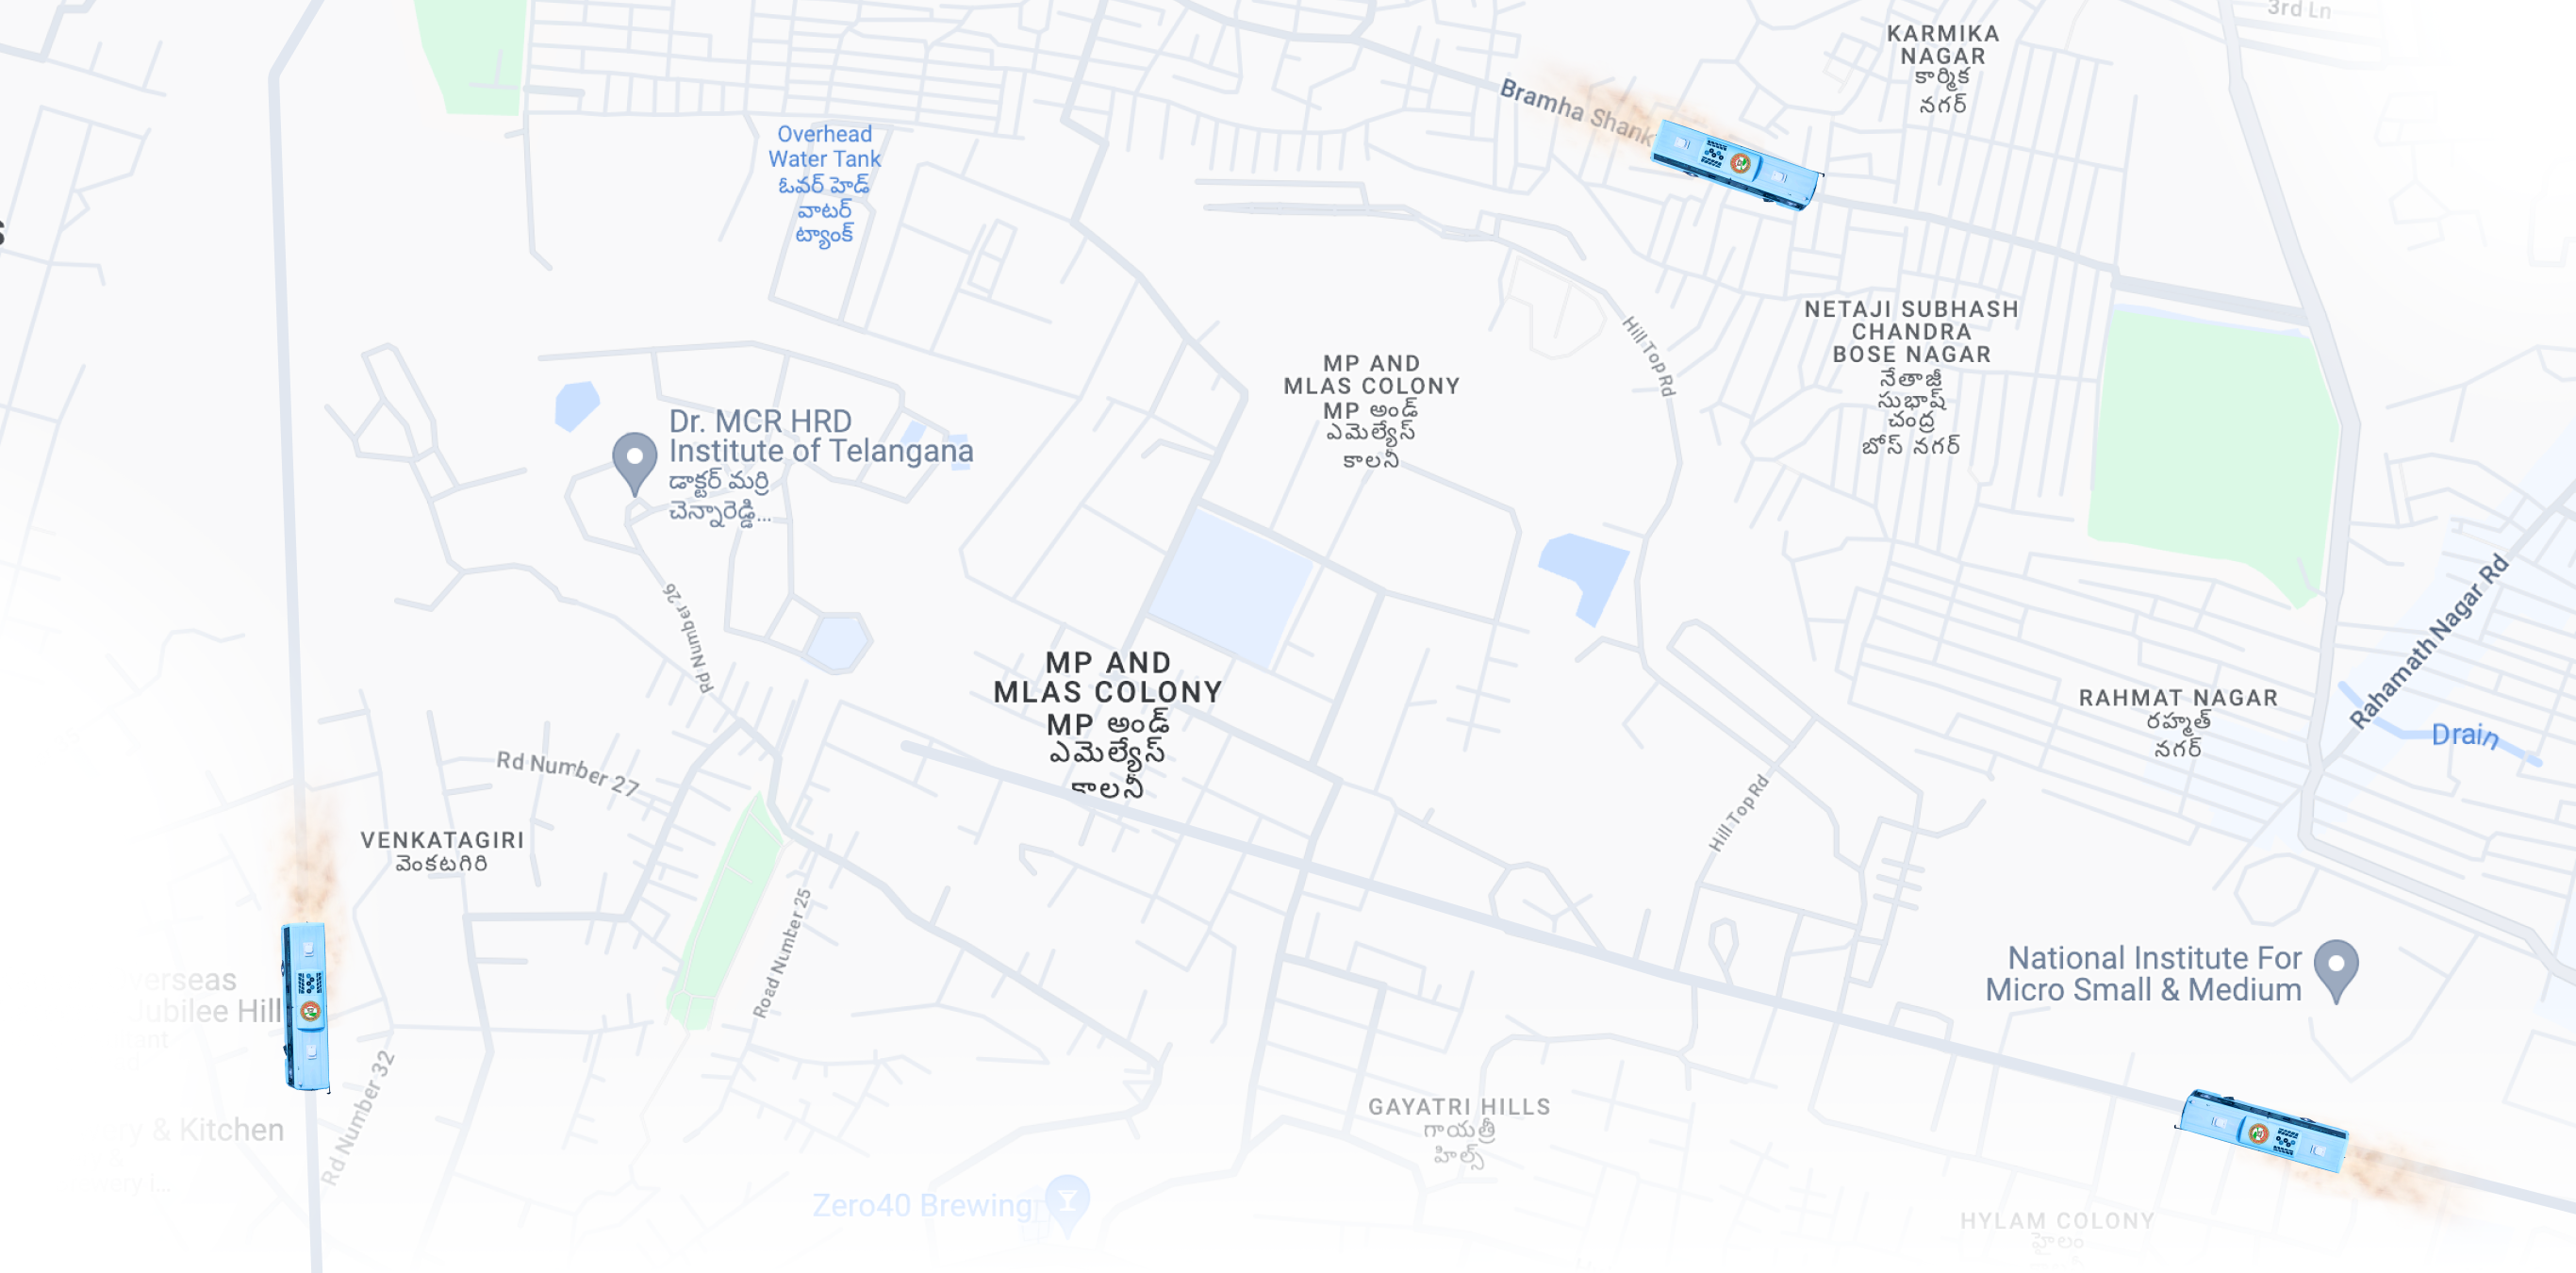 3rd Ln
KARMIKA
NAGAR
కార్మిక
నగర్
Bramha Shank
Overhead
Water Tank
ఓవర్ హెడ్
వాటర్
ట్యాంక్
NETAJI SUBHASH
CHANDRA
BOSE NAGAR
నేతాజీ
సుభాష్
చంద్ర
బోస్ నగర్
Hill Top Rd
MP AND
MLAS COLONY
MP అండ్
ఎమెల్యేస్
కాలనీ
Dr. MCR HRD
Institute of Telangana
డాక్టర్ మర్రి
చెన్నారెడ్డి...
Rd Number 26
Rahamath Nagar Rd
MP AND
MLAS COLONY
MP అండ్
ఎమెల్యేస్
కాలనీ
RAHMAT NAGAR
రహ్మత్
నగర్
Drain
Rd Number 27
Hill Top Rd
VENKATAGIRI
వెంకటగిరి
Road Number 25
National Institute For
Micro Small & Medium
verseas
Jubilee Hill
tant
Rd Number 32
GAYATRI HILLS
గాయత్రీ
హిల్స్
ry & Kitchen
wery i...
Zero40 Brewing
HYLAM COLONY
హైలం